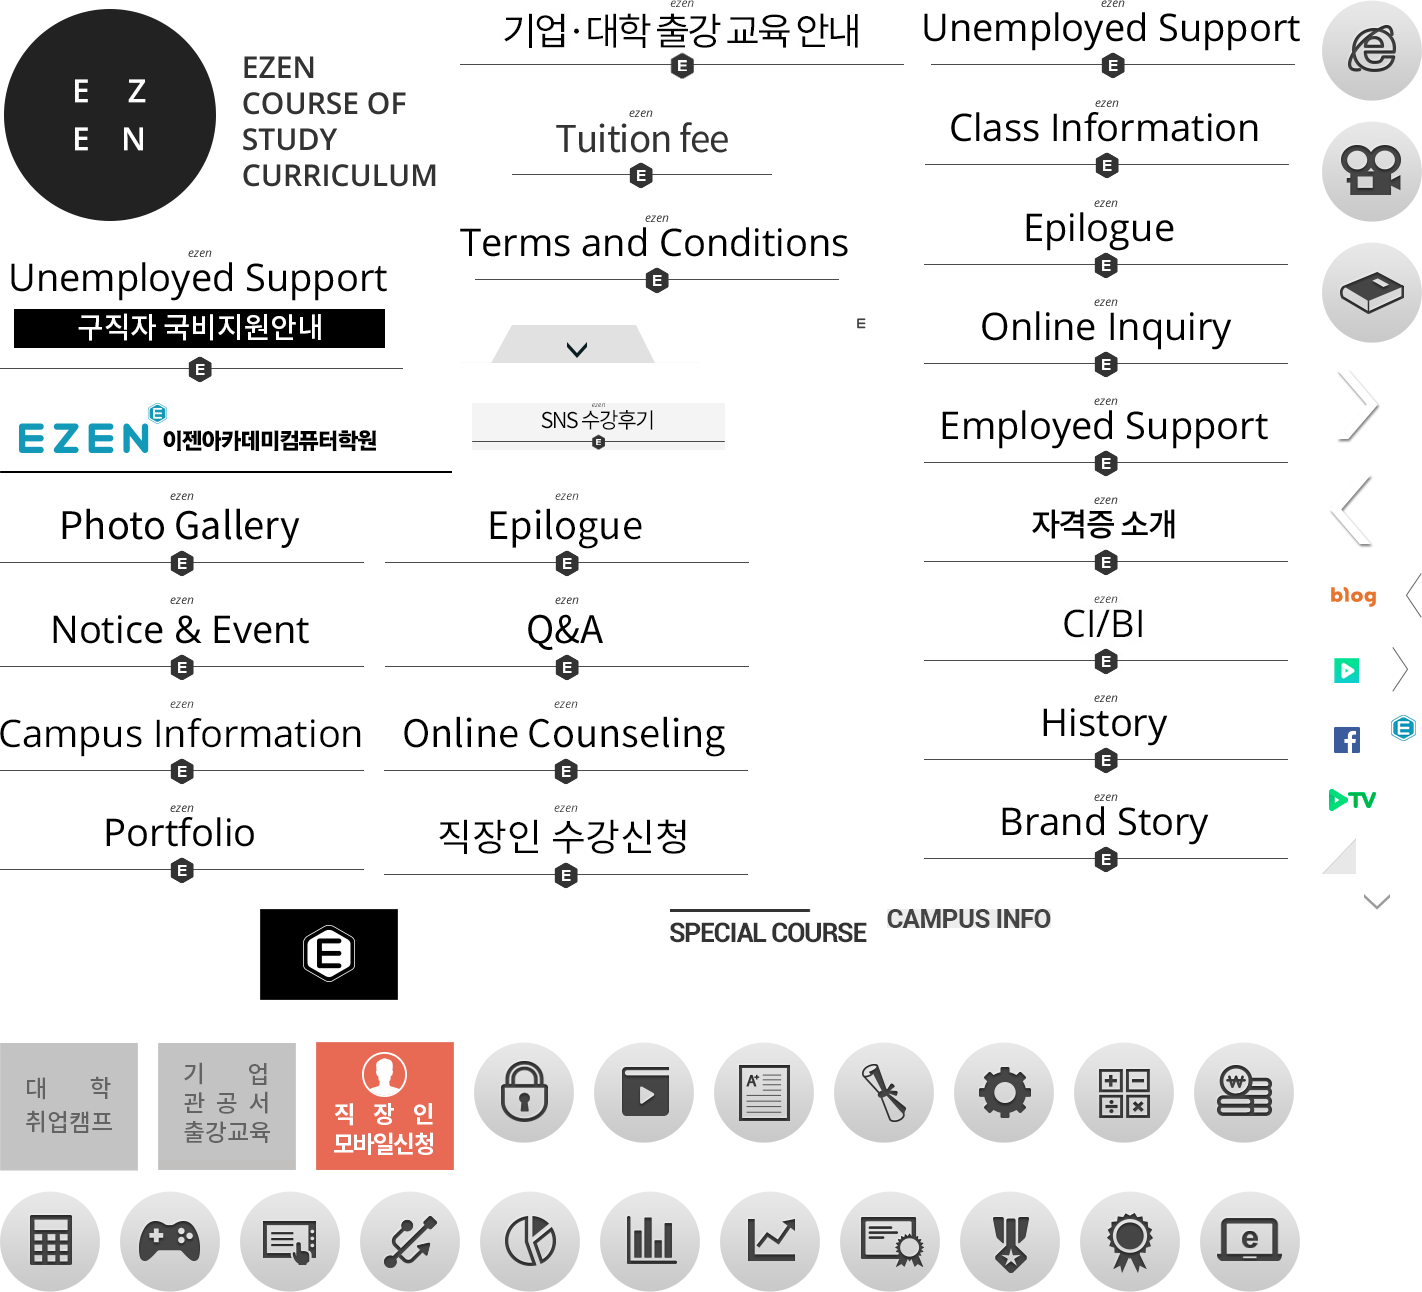 E Z
E N
EZEN
COURSE OF
STUDY
CURRICULUM
ezen
Unemployed Support
구직자 국비지원안내
E
EZEN E 이젠아카데미컴퓨터학원
ezen
Photo Gallery
E
ezen
Notice & Event
E
ezen
Campus Information
E
ezen
Portfolio
E
ezen
기업·대학 출강 교육 안내
E
ezen
Tuition fee
E
ezen
Terms and Conditions
E
E
ezen
SNS 수강후기
E
ezen
Epilogue
E
ezen
Q&A
E
ezen
Online Counseling
E
ezen
직장인 수강신청
E
ezen
Unemployed Support
E
ezen
Class Information
E
ezen
Epilogue
E
ezen
Online Inquiry
E
ezen
Employed Support
E
ezen
자격증 소개
E
ezen
CI/BI
E
ezen
History
E
ezen
Brand Story
E
e
blog
f
E
TV
E
SPECIAL COURSE
CAMPUS INFO
대 학
취업캠프
기 업
관 공 서
출강교육
직 장 인
모바일신청
A+
₩
e